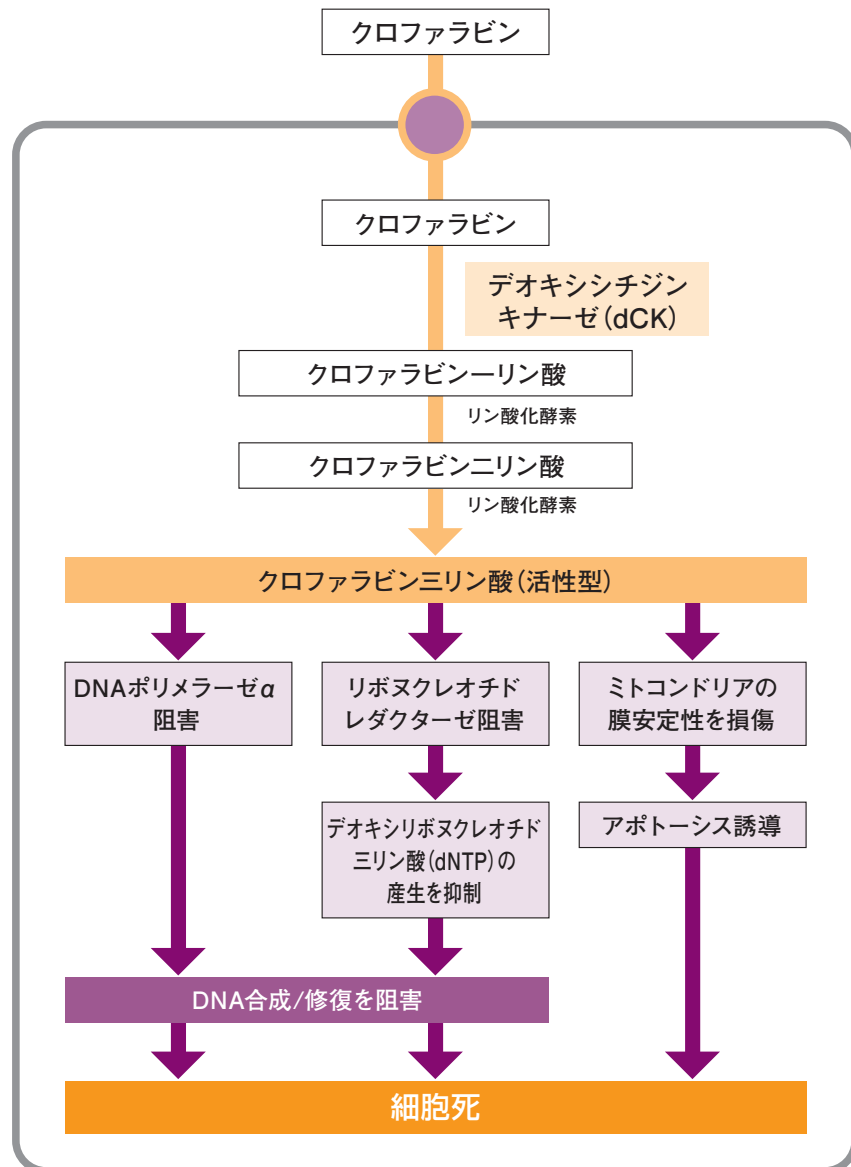 クロファラビン
クロファラビン
デオキシシチジン
キナーゼ(dCK)
クロファラビン一リン酸
リン酸化酵素
クロファラビン二リン酸
リン酸化酵素
クロファラビン三リン酸(活性型)
DNAポリメラーゼα
阻害
リボヌクレオチド
レダクターゼ阻害
ミトコンドリアの
膜安定性を損傷
デオキシリボヌクレオチド
三リン酸(dNTP)の
産生を抑制
アポトーシス誘導
DNA合成/修復を阻害
細胞死